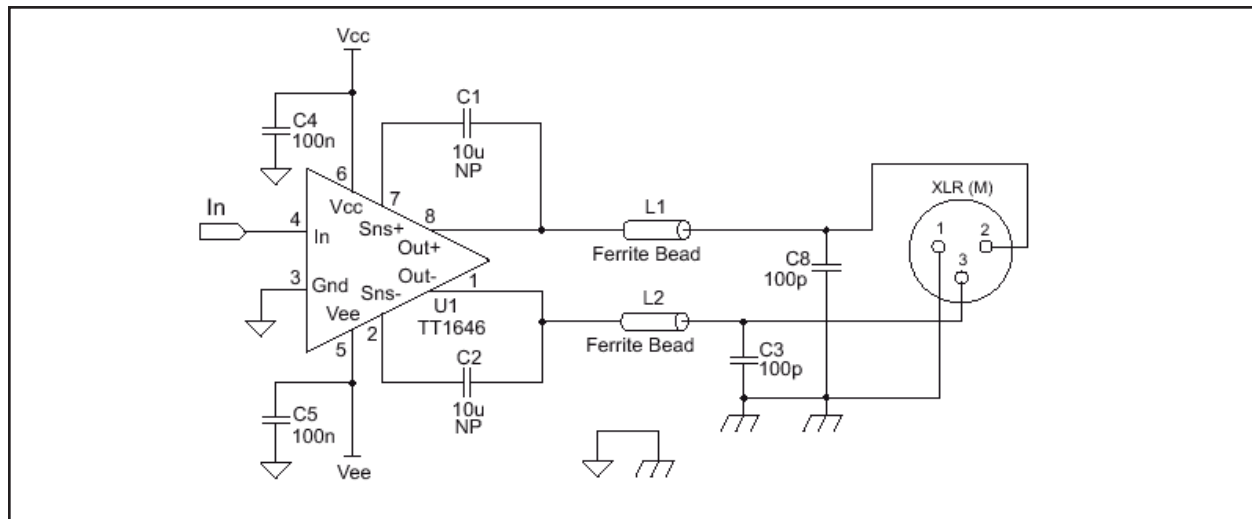 Vcc
C4
100n
C1
10u
NP
6
7
Vcc
Sns+
8
Out+
In
4
In
3
Gnd
Out-
Sns-
1
Vee
U1
TT1646
5
2
C2
10u
NP
C5
100n
Vee
L1
Ferrite Bead
L2
Ferrite Bead
C8
100p
C3
100p
XLR (M)
1
2
3